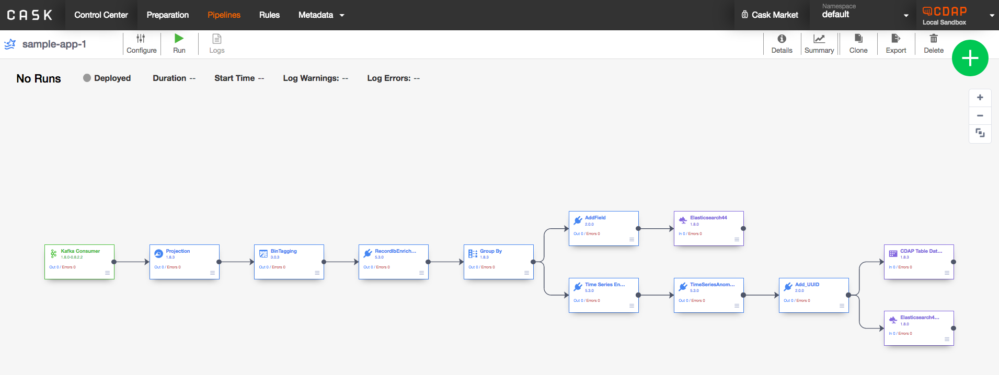 CASK
Control Center
Preparation
Pipelines
Rules
Metadata
Cask Market
Namespace
default
CDAP
Local Sandbox
sample-app-1
Configure
Run
Logs
Details
Summary
Clone
Export
Delete
No Runs
Deployed
Duration --
Start Time --
Log Warnings: --
Log Errors: --
AddField
2.0.0
Out 0 / Errors 0
Elasticsearch44
1.8.0
In 0 / Errors 0
Kafka Consumer
1.8.0-0.8.2.2
Out 0 / Errors 0
Projection
1.8.3
Out 0 / Errors 0
BinTagging
3.0.3
Out 0 / Errors 0
RecordIbEnrich...
5.3.0
Out 0 / Errors 0
Group By
1.8.3
Out 0 / Errors 0
CDAP Table Dat...
1.8.3
In 0 / Errors 0
Time Series En...
5.3.0
Out 0 / Errors 0
TimeSeriesAnom...
5.3.0
Out 0 / Errors 0
Add_UUID
2.0.0
Out 0 / Errors 0
Elasticsearch4...
1.8.0
In 0 / Errors 0